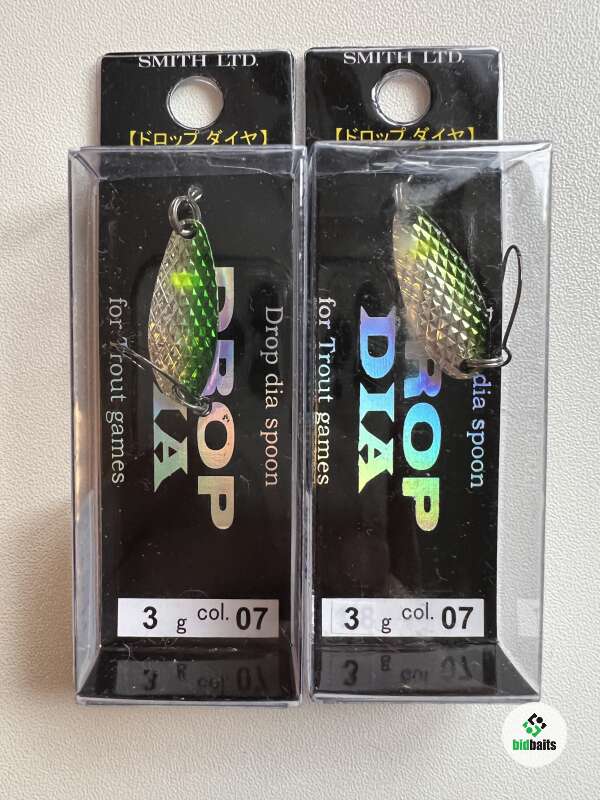 SMITH LTD.
【ドロップ ダイヤ】
Drop dia spoon
DROP
DIA
for Trout games
3 g col. 07
SMITH LTD.
【ドロップ ダイヤ】
dia spoon
ROP
DIA
for Trout games
3 g col. 07
bidbaits